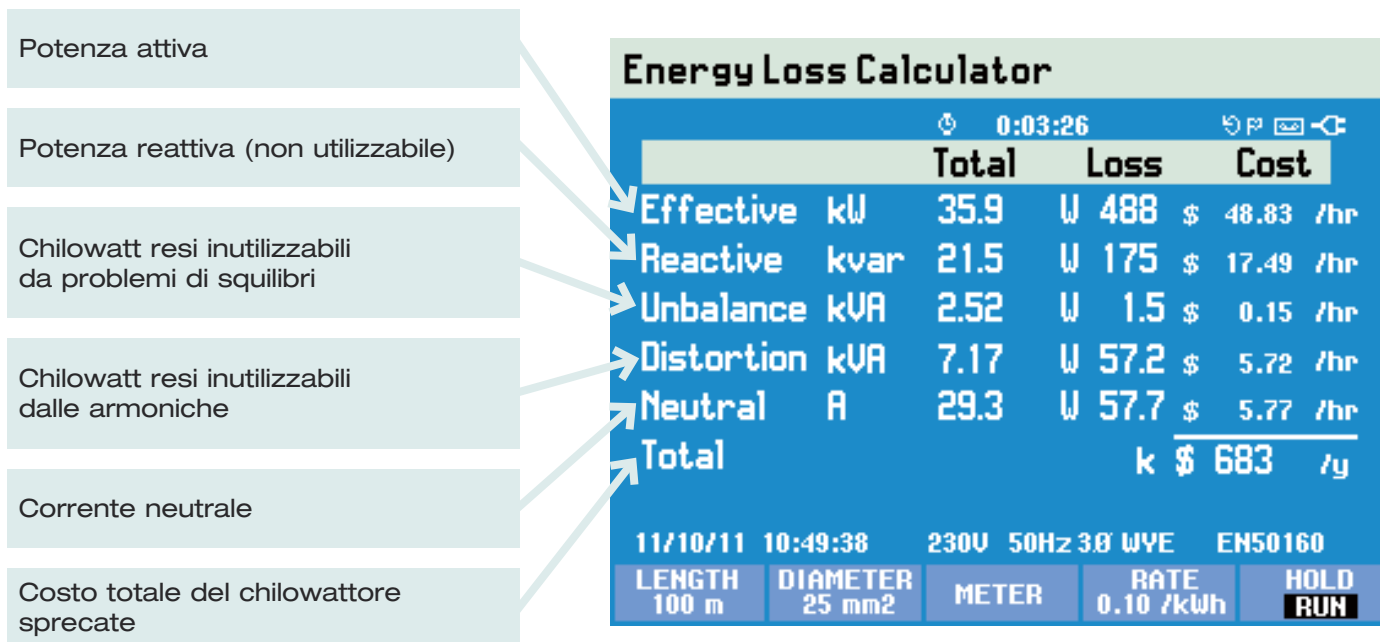 Potenza attiva
Potenza reattiva (non utilizzabile)
Chilowatt resi inutilizzabili
da problemi di squilibri
Chilowatt resi inutilizzabili
dalle armoniche
Corrente neutrale
Costo totale del chilowattore
sprecate
Energy Loss Calculator
0:03:26
Total Loss Cost
Effective kW 35.9 W 488 $ 48.83 /hr
Reactive kvar 21.5 W 175 $ 17.49 /hr
Unbalance kVA 2.52 W 1.5 $ 0.15 /hr
Distortion kVA 7.17 W 57.2 $ 5.72 /hr
Neutral A 29.3 W 57.7 $ 5.77 /hr
Total k $ 683 /y
11/10/11 10:49:38 230V 50Hz 3Ø WYE EN50160
LENGTH DIAMETER METER RATE HOLD
100 m 25 mm2 0.10 /kWh RUN